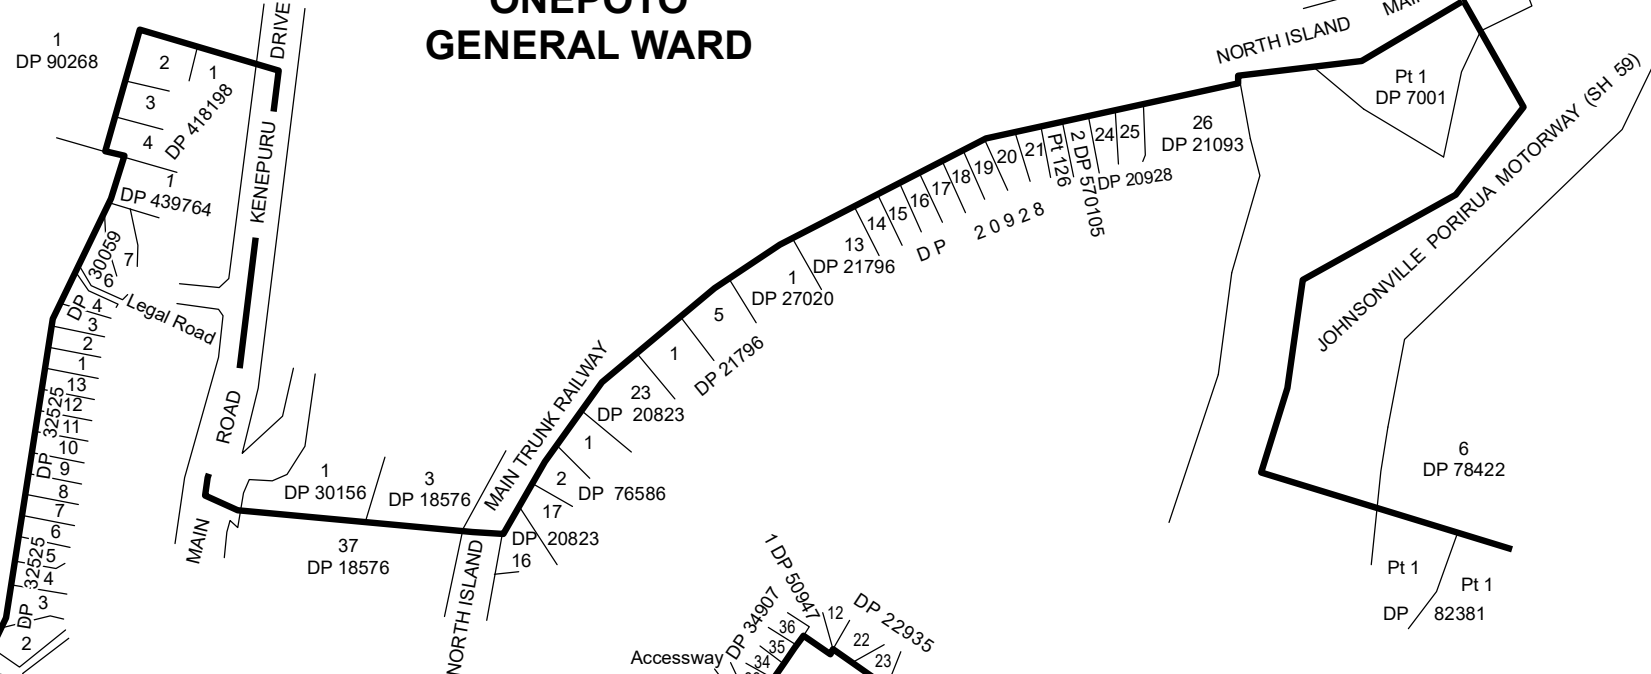 ONEPOTO
GENERAL WARD
1
DP 90268
2
1
3
4
DP 418198
1
DP 439764
DRIVE
KENEPURU
7
DP 30059
6
Legal Road
4
3
2
1
13
12
11
10
9
8
7
6
5
4
3
2
DP 32525
DP 32525
ROAD
MAIN
1
DP 30156
3
DP 18576
37
DP 18576
MAIN TRUNK RAILWAY
NORTH ISLAND
16
DP 20823
17
2
DP 76586
1
23
DP 20823
1
5
DP 21796
1
DP 27020
13
DP 21796
14
15
16
17
18
19
20
21
DP 20928
Pt 126
2 DP 570105
24
25
DP 20928
26
DP 21093
NORTH ISLAND
Pt 1
DP 7001
JOHNSONVILLE PORIRUA MOTORWAY (SH 59)
6
DP 78422
Pt 1
Pt 1
DP 82381
Accessway
DP 34907
34
35
36
1 DP 50947
12
DP 22935
22
23